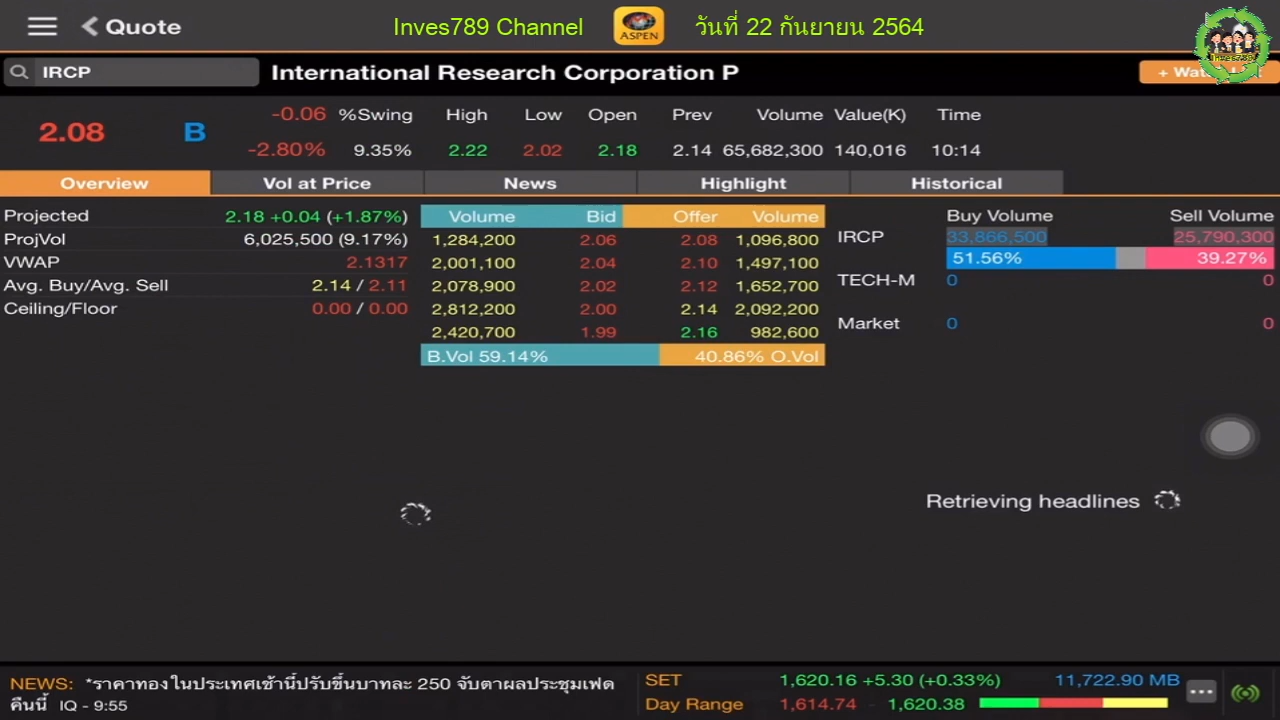 Quote
Inves789 Channel ASPEN วันที่ 22 กันยายน 2564
Inves789
IRCP International Research Corporation P
2.08 B -0.06 -2.80%
%Swing High Low Open Prev Volume Value(K) Time
9.35% 2.22 2.02 2.18 2.14 65,682,300 140,016 10:14
Overview Vol at Price News Highlight Historical
Projected 2.18 +0.04 (+1.87%)
ProjVol 6,025,500 (9.17%)
VWAP 2.1317
Avg. Buy/Avg. Sell 2.14 / 2.11
Ceiling/Floor 0.00 / 0.00
Volume Bid Offer Volume
1,284,200 2.06 2.08 1,096,800
2,001,100 2.04 2.10 1,497,100
2,078,900 2.02 2.12 1,652,700
2,812,200 2.00 2.14 2,092,200
2,420,700 1.99 2.16 982,600
B.Vol 59.14% 40.86% O.Vol
Buy Volume Sell Volume
IRCP 33,866,500 25,790,300
51.56% 39.27%
TECH-M 0 0
Market 0 0
Retrieving headlines
NEWS: *ราคาทองในประเทศเช้านี้ปรับขึ้นบาทละ 250 จับตาผลประชุมเฟด
คืนนี้ IQ - 9:55
SET 1,620.16 +5.30 (+0.33%) 11,722.90 MB
Day Range 1,614.74 - 1,620.38